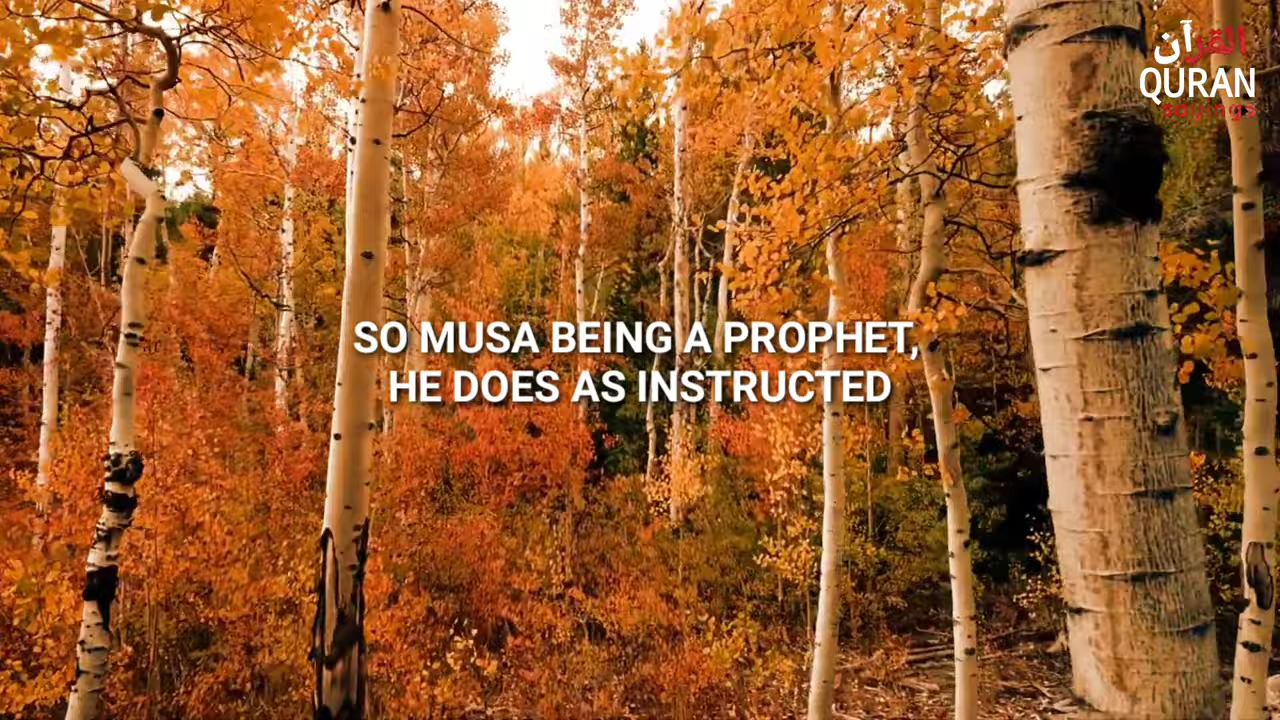 القرآن
QURAN
sayings
SO MUSA BEING A PROPHET,
HE DOES AS INSTRUCTED